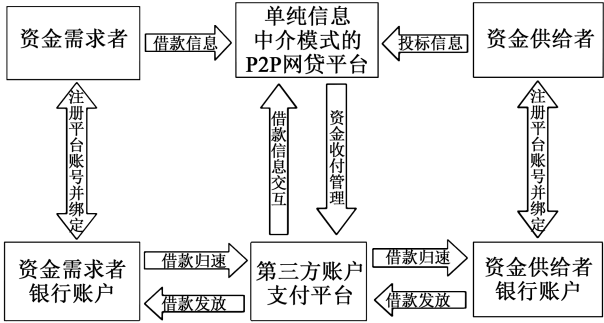 资金需求者
借款信息
单纯信息
中介模式的
P2P网贷平台
投标信息
资金供给者
注册平台账号并绑定
借款信息交互
资金收付管理
注册平台账号并绑定
资金需求者
银行账户
借款归速
借款发放
第三方账户
支付平台
借款归速
借款发放
资金供给者
银行账户